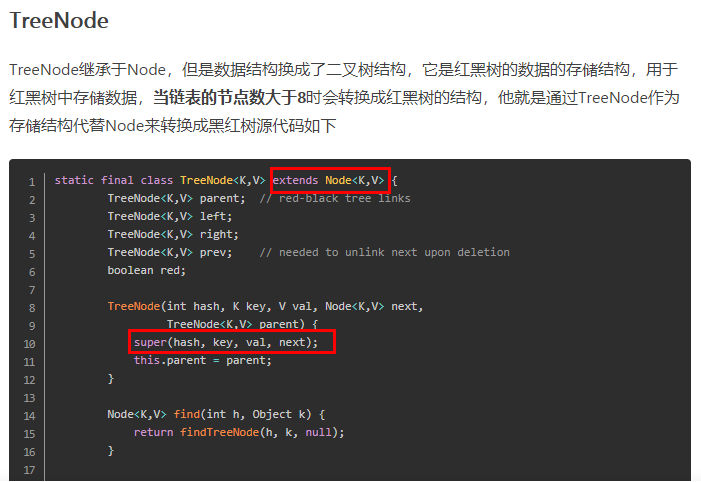 TreeNode
TreeNode继承于Node，但是数据结构换成了二叉树结构，它是红黑树的数据的存储结构，用于
红黑树中存储数据，当链表的节点数大于8时会转换成红黑树的结构，他就是通过TreeNode作为
存储结构代替Node来转换成黑红树源代码如下
1 static final class TreeNode<K,V> extends Node<K,V> {
2 TreeNode<K,V> parent;  // red-black tree links
3 TreeNode<K,V> left;
4 TreeNode<K,V> right;
5 TreeNode<K,V> prev;    // needed to unlink next upon deletion
6 boolean red;
7
8 TreeNode(int hash, K key, V val, Node<K,V> next,
9 TreeNode<K,V> parent) {
10 super(hash, key, val, next);
11 this.parent = parent;
12 }
13
14 Node<K,V> find(int h, Object k) {
15 return findTreeNode(h, k, null);
16 }
17